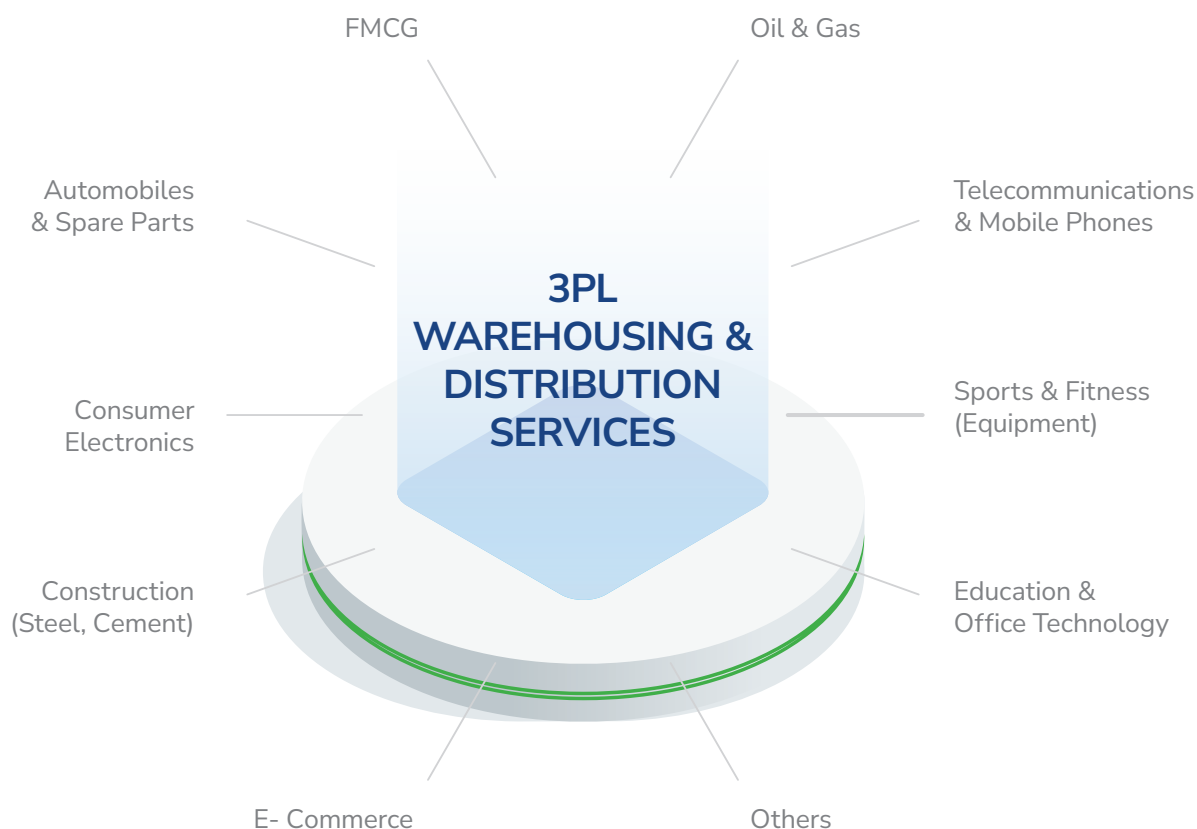 FMCG
Oil & Gas
Automobiles
& Spare Parts
Telecommunications
& Mobile Phones
3PL
WAREHOUSING &
DISTRIBUTION
SERVICES
Consumer
Electronics
Sports & Fitness
(Equipment)
Construction
(Steel, Cement)
Education &
Office Technology
E- Commerce
Others